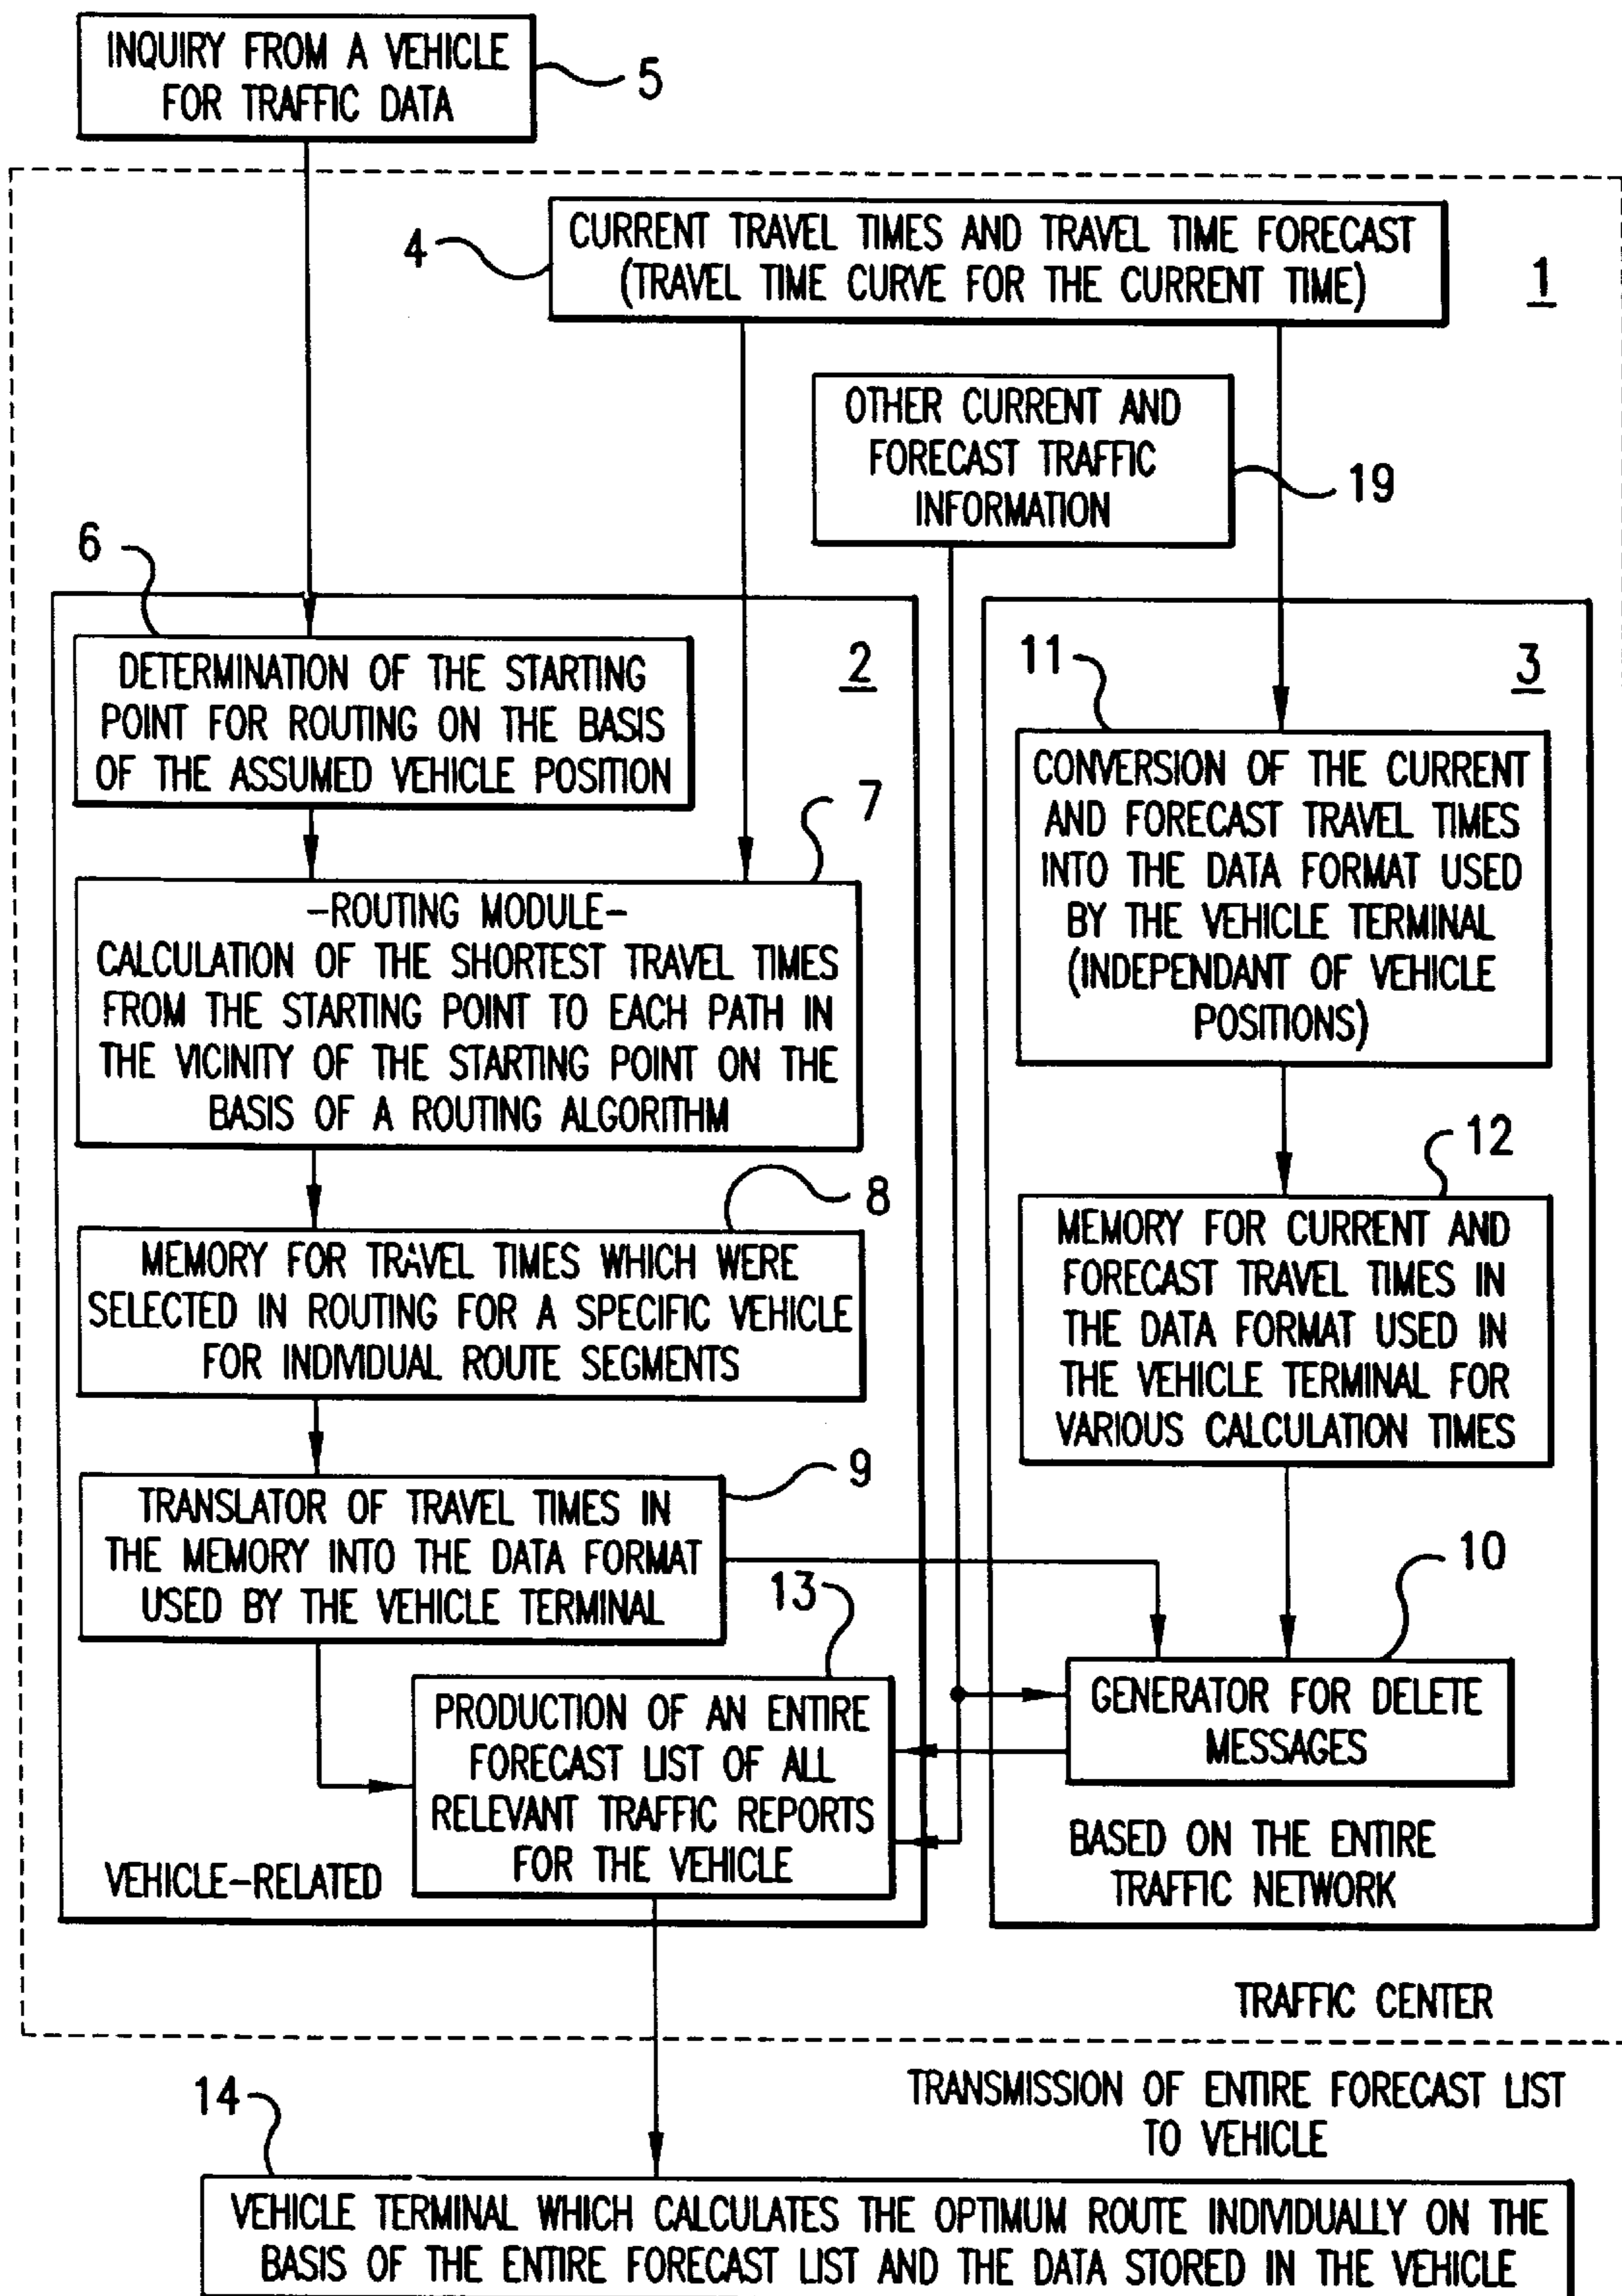 INQUIRY FROM A VEHICLE
FOR TRAFFIC DATA
5
4
CURRENT TRAVEL TIMES AND TRAVEL TIME FORECAST
(TRAVEL TIME CURVE FOR THE CURRENT TIME)
1
OTHER CURRENT AND
FORECAST TRAFFIC
INFORMATION
19
6
2
DETERMINATION OF THE STARTING
POINT FOR ROUTING ON THE BASIS
OF THE ASSUMED VEHICLE POSITION
7
-ROUTING MODULE-
CALCULATION OF THE SHORTEST TRAVEL TIMES
FROM THE STARTING POINT TO EACH PATH IN
THE VICINITY OF THE STARTING POINT ON THE
BASIS OF A ROUTING ALGORITHM
8
MEMORY FOR TRAVEL TIMES WHICH WERE
SELECTED IN ROUTING FOR A SPECIFIC VEHICLE
FOR INDIVIDUAL ROUTE SEGMENTS
9
TRANSLATOR OF TRAVEL TIMES IN
THE MEMORY INTO THE DATA FORMAT
USED BY THE VEHICLE TERMINAL
13
PRODUCTION OF AN ENTIRE
FORECAST LIST OF ALL
RELEVANT TRAFFIC REPORTS
FOR THE VEHICLE
VEHICLE-RELATED
11
3
CONVERSION OF THE CURRENT
AND FORECAST TRAVEL TIMES
INTO THE DATA FORMAT USED
BY THE VEHICLE TERMINAL
(INDEPENDANT OF VEHICLE
POSITIONS)
12
MEMORY FOR CURRENT AND
FORECAST TRAVEL TIMES IN
THE DATA FORMAT USED IN
THE VEHICLE TERMINAL FOR
VARIOUS CALCULATION TIMES
10
GENERATOR FOR DELETE
MESSAGES
BASED ON THE ENTIRE
TRAFFIC NETWORK
TRAFFIC CENTER
TRANSMISSION OF ENTIRE FORECAST LIST
TO VEHICLE
14
VEHICLE TERMINAL WHICH CALCULATES THE OPTIMUM ROUTE INDIVIDUALLY ON THE
BASIS OF THE ENTIRE FORECAST LIST AND THE DATA STORED IN THE VEHICLE